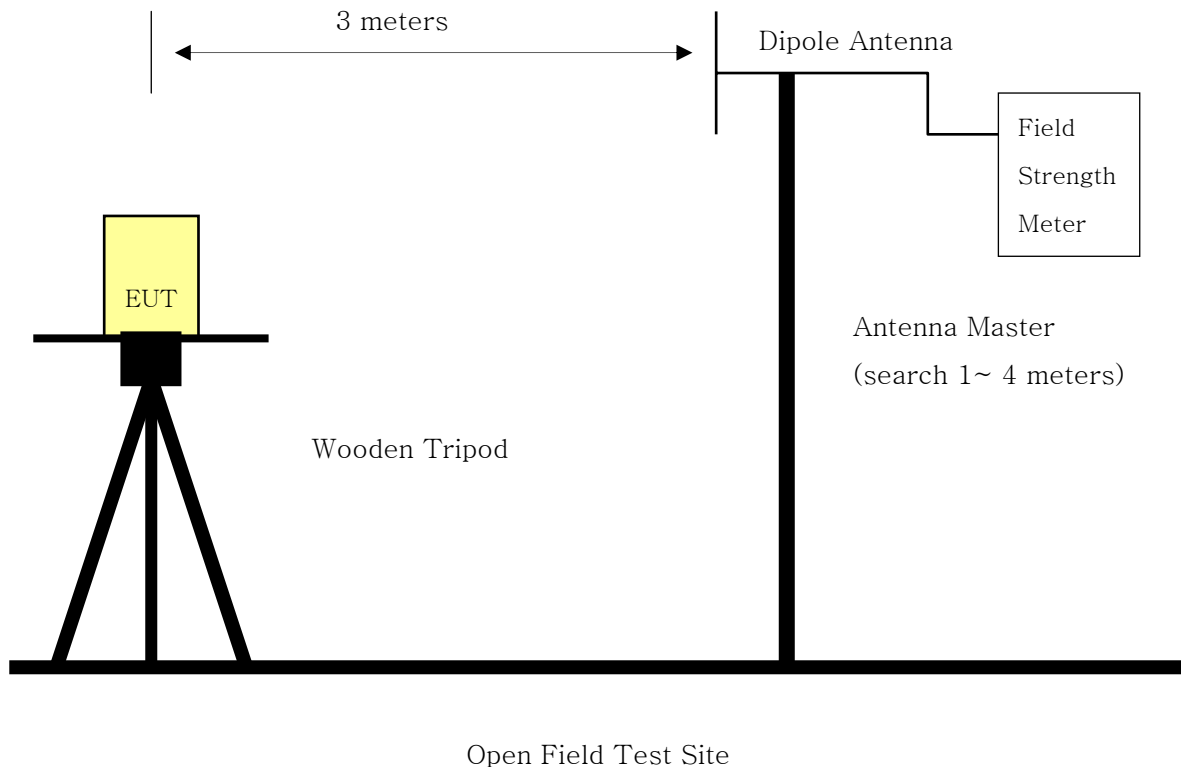 3 meters
Dipole Antenna
Field
Strength
Meter
EUT
Antenna Master
(search 1~ 4 meters)
Wooden Tripod
Open Field Test Site